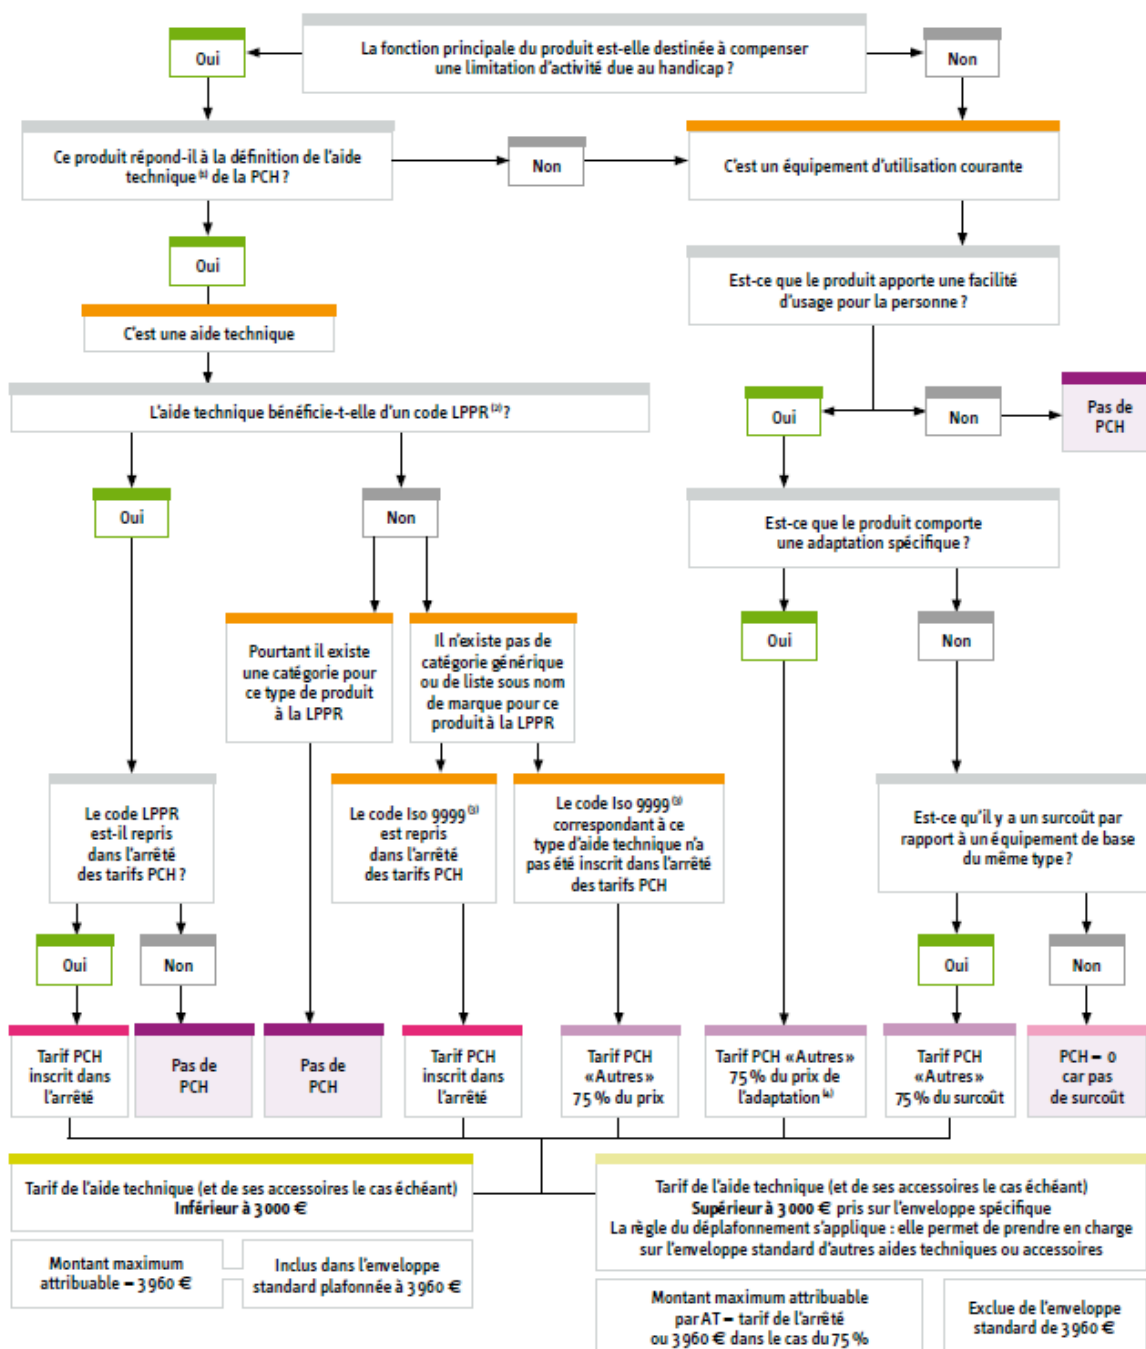 La fonction principale du produit est-elle destinée à compenser
une limitation d'activité due au handicap ?
Oui
Non
Ce produit répond-il à la définition de l'aide
technique (1) de la PCH ?
Non
C'est un équipement d'utilisation courante
Oui
Est-ce que le produit apporte une facilité
d'usage pour la personne ?
C'est une aide technique
L'aide technique bénéficie-t-elle d'un code LPPR (2) ?
Oui
Non
Pas de
PCH
Oui
Non
Est-ce que le produit comporte
une adaptation spécifique ?
Oui
Non
Pourtant il existe
une catégorie pour
ce type de produit
à la LPPR
Il n'existe pas de
catégorie générique
ou de liste sous nom
de marque pour ce
produit à la LPPR
Le code LPPR
est-il repris
dans l'arrêté
des tarifs PCH ?
Le code Iso 9999 (3)
est repris
dans l'arrêté
des tarifs PCH
Le code Iso 9999 (3)
correspondant à ce
type d'aide technique n'a
pas été inscrit dans l'arrêté
des tarifs PCH
Est-ce qu'il y a un surcoût par
rapport à un équipement de base
du même type ?
Oui
Non
Oui
Non
Tarif PCH
inscrit dans
l'arrêté
Pas de
PCH
Pas de
PCH
Tarif PCH
inscrit dans
l'arrêté
Tarif PCH
« Autres »
75 % du prix
Tarif PCH « Autres »
75 % du prix de
l'adaptation (4)
Tarif PCH
« Autres »
75 % du surcoût
PCH = 0
car pas
de surcoût
Tarif de l'aide technique (et de ses accessoires le cas échéant)
Inférieur à 3 000 €
Montant maximum
attribuable = 3 960 €
Inclus dans l'enveloppe
standard plafonnée à 3 960 €
Tarif de l'aide technique (et de ses accessoires le cas échéant)
Supérieur à 3 000 € pris sur l'enveloppe spécifique
La règle du déplafonnement s'applique : elle permet de prendre en charge
sur l'enveloppe standard d'autres aides techniques ou accessoires
Montant maximum attribuable
par AT = tarif de l'arrêté
ou 3 960 € dans le cas du 75 %
Exclue de l'enveloppe
standard de 3 960 €